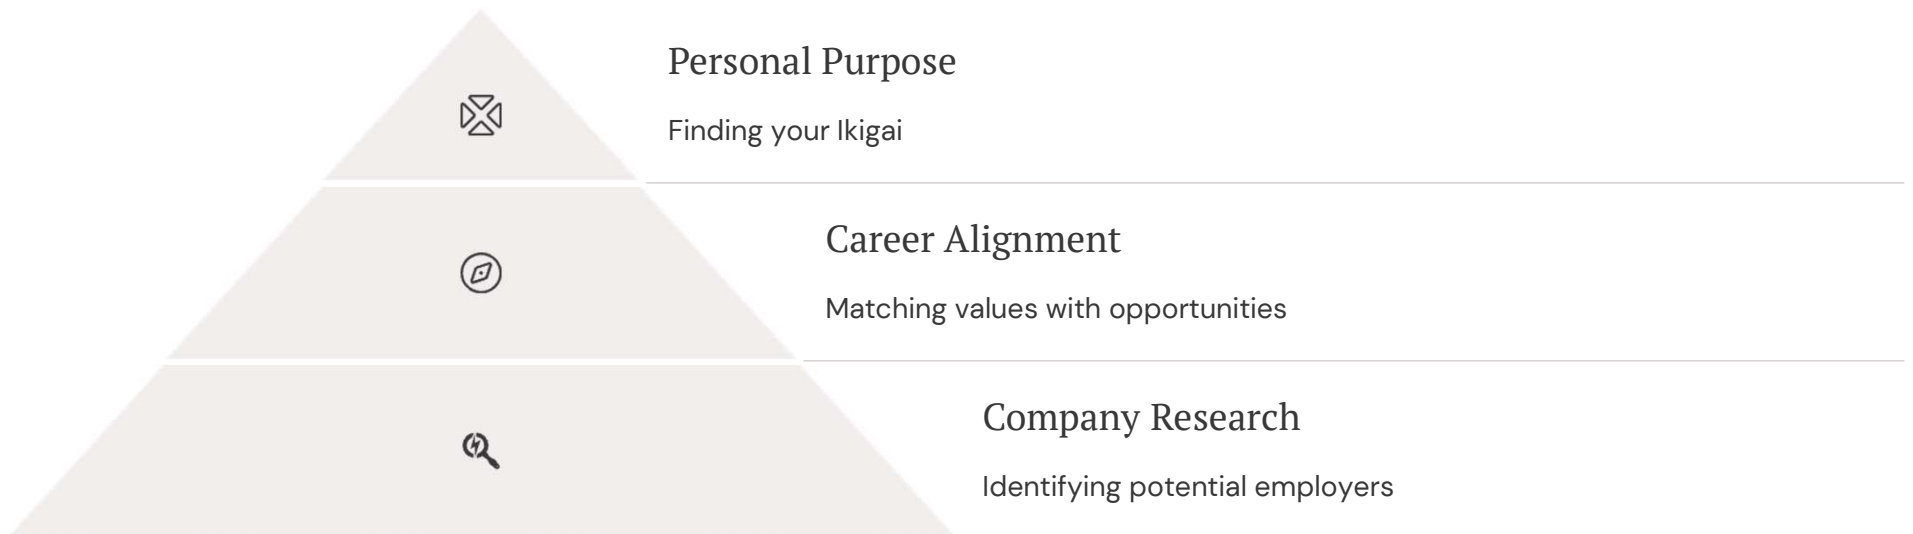 Personal Purpose
Finding your Ikigai
Career Alignment
Matching values with opportunities
Company Research
Identifying potential employers